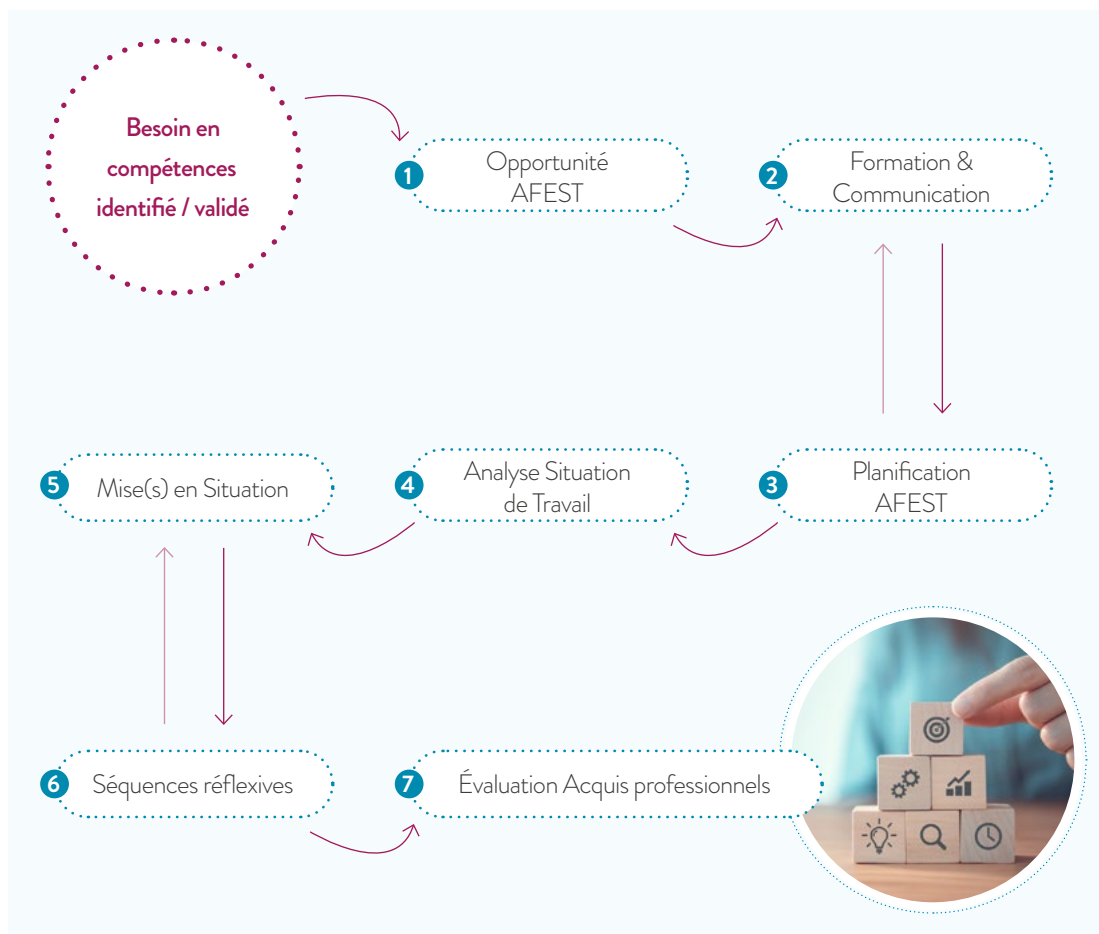 Besoin en
compétences
identifié / validé
1
Opportunité
AFEST
2
Formation &
Communication
3
Planification
AFEST
4
Analyse Situation
de Travail
5
Mise(s) en Situation
6
Séquences réflexives
7
Évaluation Acquis professionnels